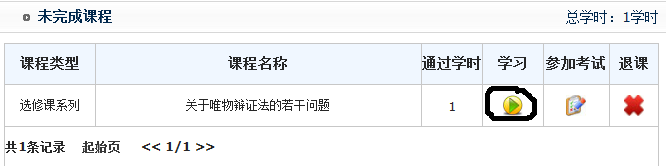 未完成课程 总学时：1学时
课程类型 课程名称 通过学时 学习 参加考试 退课
选修课系列 关于唯物辩证法的若干问题 1
共1条记录 起始页 << 1/1 >>